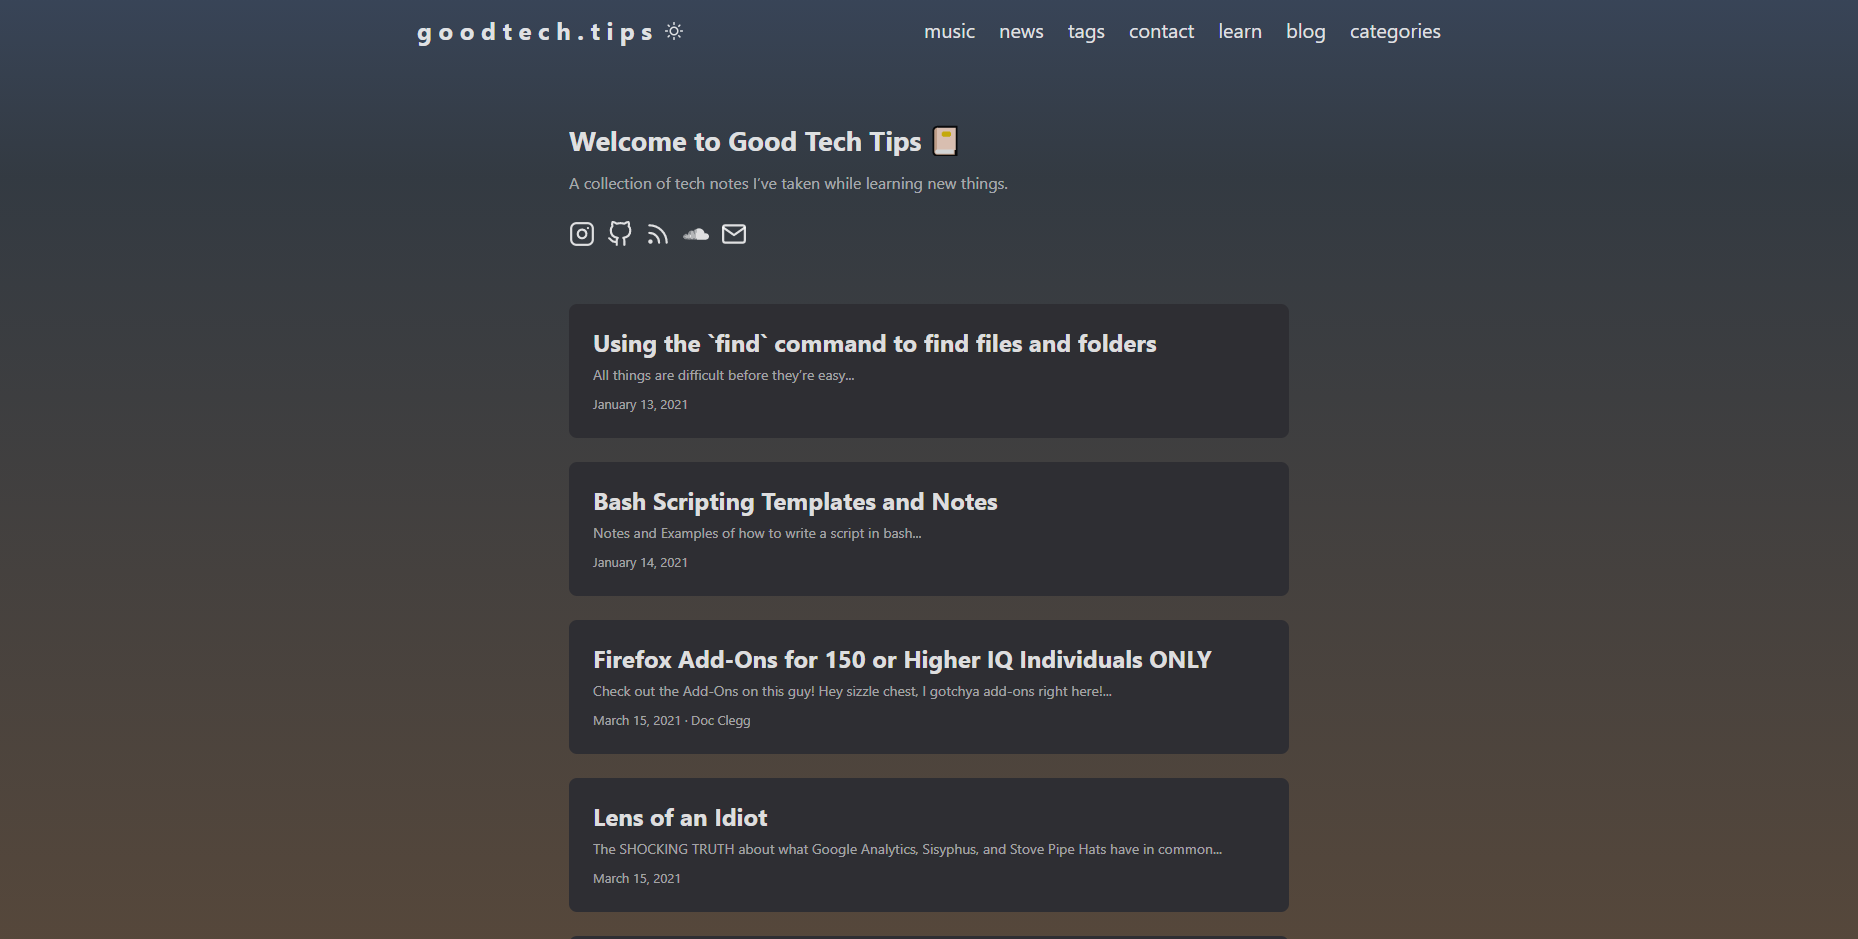 goodtech.tips
music news tags contact learn blog categories
Welcome to Good Tech Tips
A collection of tech notes I’ve taken while learning new things.
Using the `find` command to find files and folders
All things are difficult before they’re easy...
January 13, 2021
Bash Scripting Templates and Notes
Notes and Examples of how to write a script in bash...
January 14, 2021
Firefox Add-Ons for 150 or Higher IQ Individuals ONLY
Check out the Add-Ons on this guy! Hey sizzle chest, I gotchya add-ons right here!...
March 15, 2021 · Doc Clegg
Lens of an Idiot
The SHOCKING TRUTH about what Google Analytics, Sisyphus, and Stove Pipe Hats have in common...
March 15, 2021